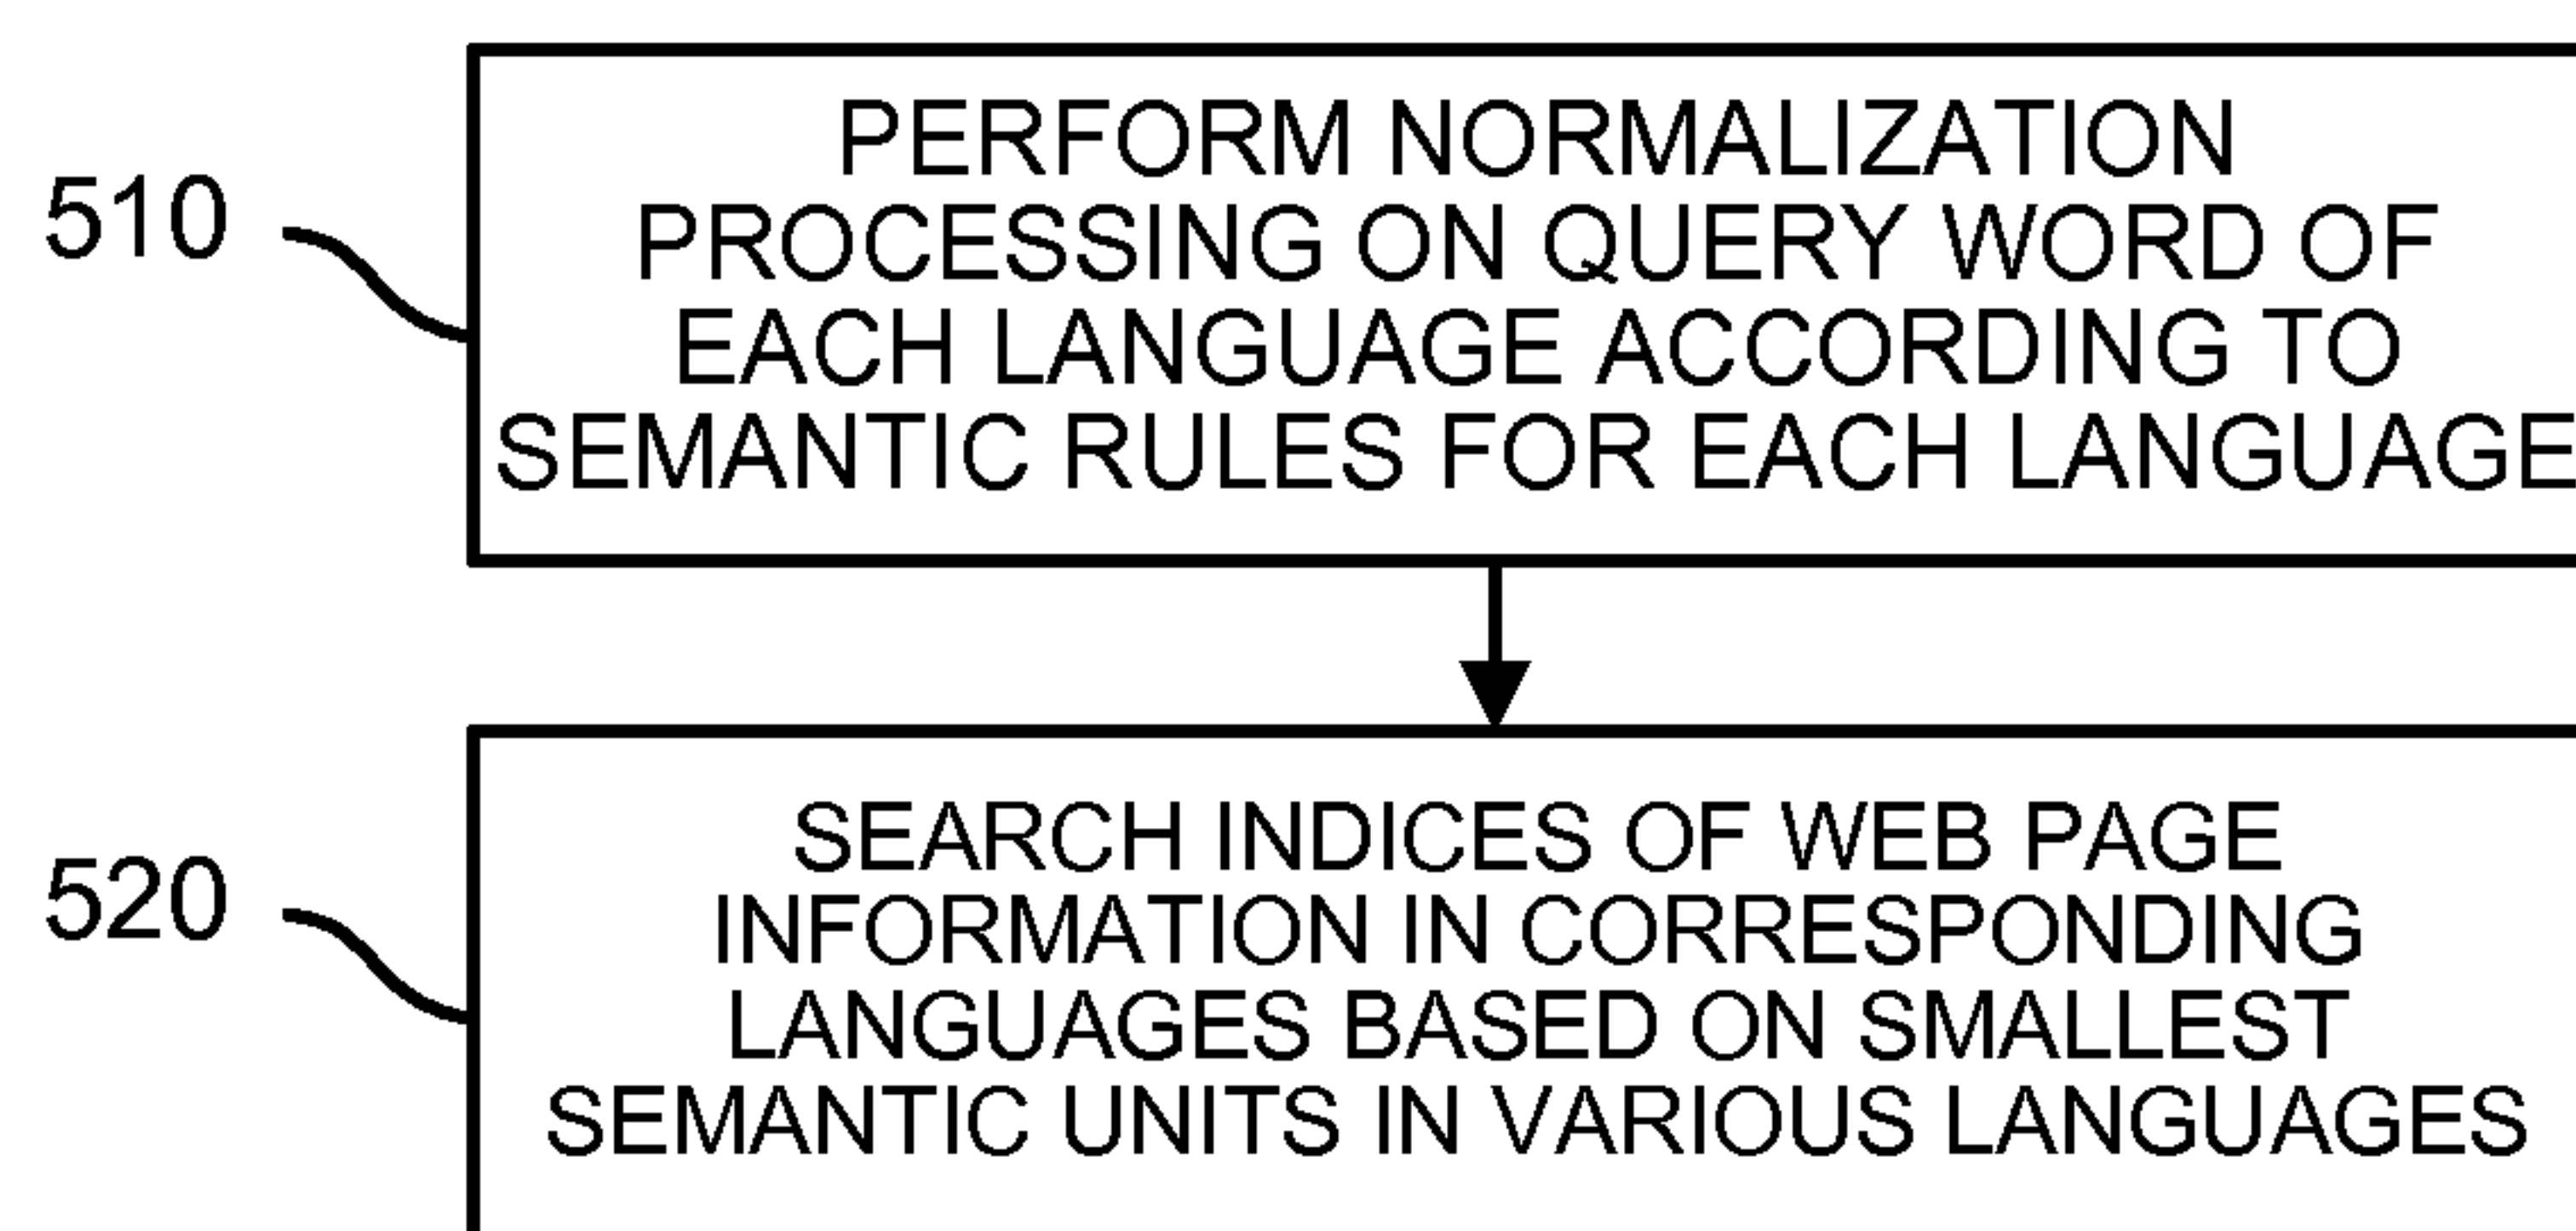 510
PERFORM NORMALIZATION
PROCESSING ON QUERY WORD OF
EACH LANGUAGE ACCORDING TO
SEMANTIC RULES FOR EACH LANGUAGE
520
SEARCH INDICES OF WEB PAGE
INFORMATION IN CORRESPONDING
LANGUAGES BASED ON SMALLEST
SEMANTIC UNITS IN VARIOUS LANGUAGES